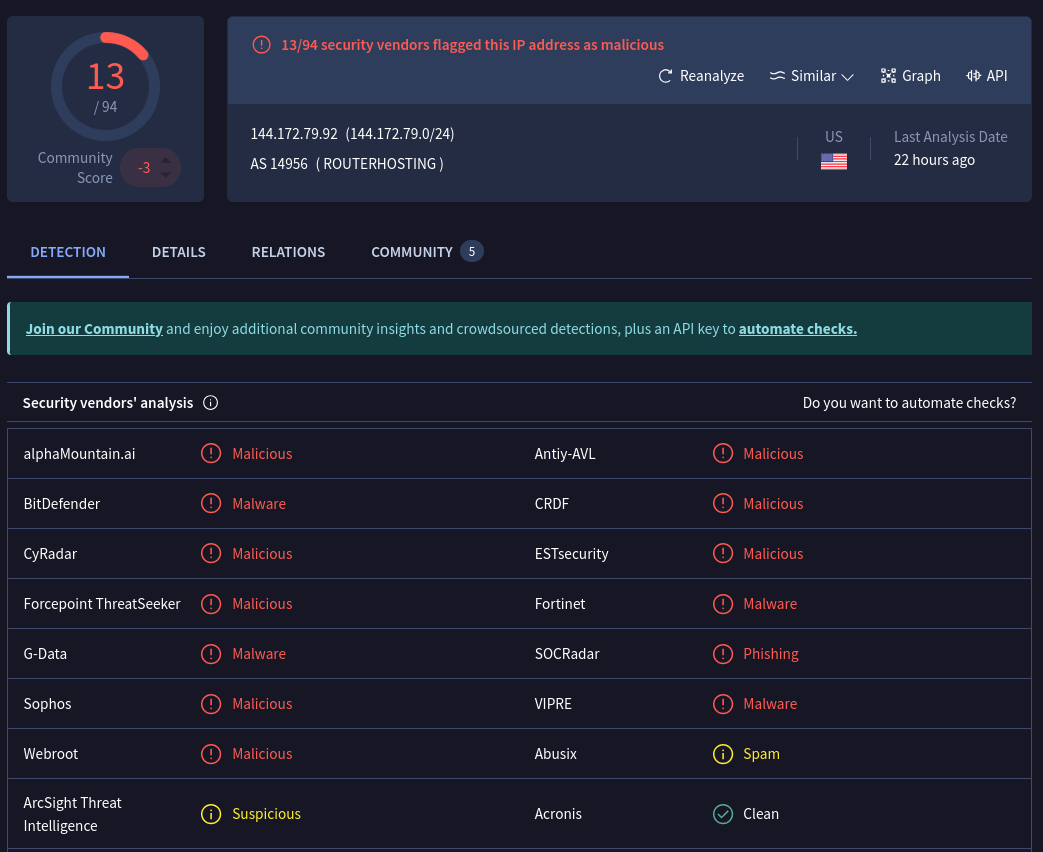 13
/ 94
Community
Score
-3
13/94 security vendors flagged this IP address as malicious
Reanalyze Similar Graph API
144.172.79.92 (144.172.79.0/24)
AS 14956 ( ROUTERHOSTING )
US
Last Analysis Date
22 hours ago
DETECTION DETAILS RELATIONS COMMUNITY 5
Join our Community and enjoy additional community insights and crowdsourced detections, plus an API key to automate checks.
Security vendors' analysis Do you want to automate checks?
alphaMountain.ai Malicious Antiy-AVL Malicious
BitDefender Malware CRDF Malicious
CyRadar Malicious ESTsecurity Malicious
Forcepoint ThreatSeeker Malicious Fortinet Malware
G-Data Malware SOCRadar Phishing
Sophos Malicious VIPRE Malware
Webroot Malicious Abusix Spam
ArcSight Threat
Intelligence Suspicious Acronis Clean